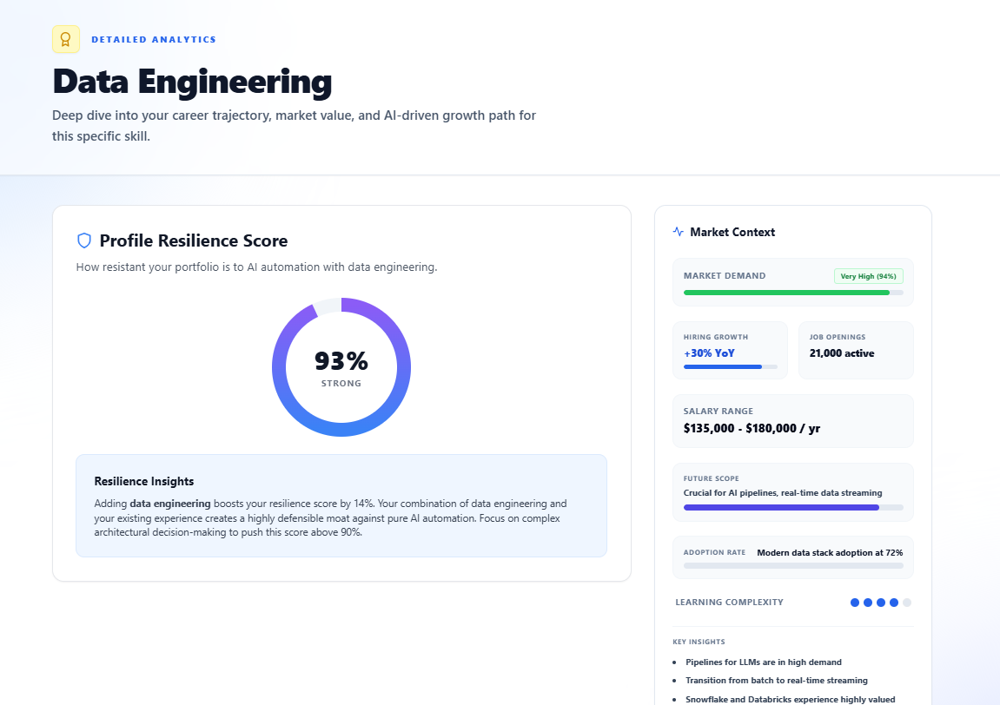 DETAILED ANALYTICS
Data Engineering
Deep dive into your career trajectory, market value, and AI-driven growth path for
this specific skill.
Profile Resilience Score
How resistant your portfolio is to AI automation with data engineering.
93%
STRONG
Resilience Insights
Adding data engineering boosts your resilience score by 14%. Your combination of data engineering and
your existing experience creates a highly defensible moat against pure AI automation. Focus on complex
architectural decision-making to push this score above 90%.
Market Context
MARKET DEMAND
Very High (94%)
HIRING GROWTH
+30% YoY
JOB OPENINGS
21,000 active
SALARY RANGE
$135,000 - $180,000 / yr
FUTURE SCOPE
Crucial for AI pipelines, real-time data streaming
ADOPTION RATE
Modern data stack adoption at 72%
LEARNING COMPLEXITY
KEY INSIGHTS
Pipelines for LLMs are in high demand
Transition from batch to real-time streaming
Snowflake and Databricks experience highly valued